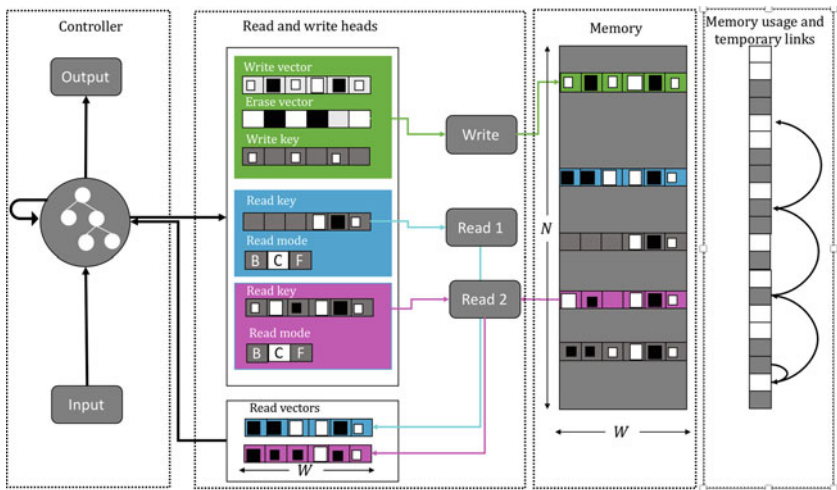 Controller
Output
Input
Read and write heads
Write vector
Erase vector
Write key
Read key
Read mode
B C F
Read key
Read mode
B C F
Write
Read 1
Read 2
Read vectors
W
Memory
N
W
Memory usage and
temporary links